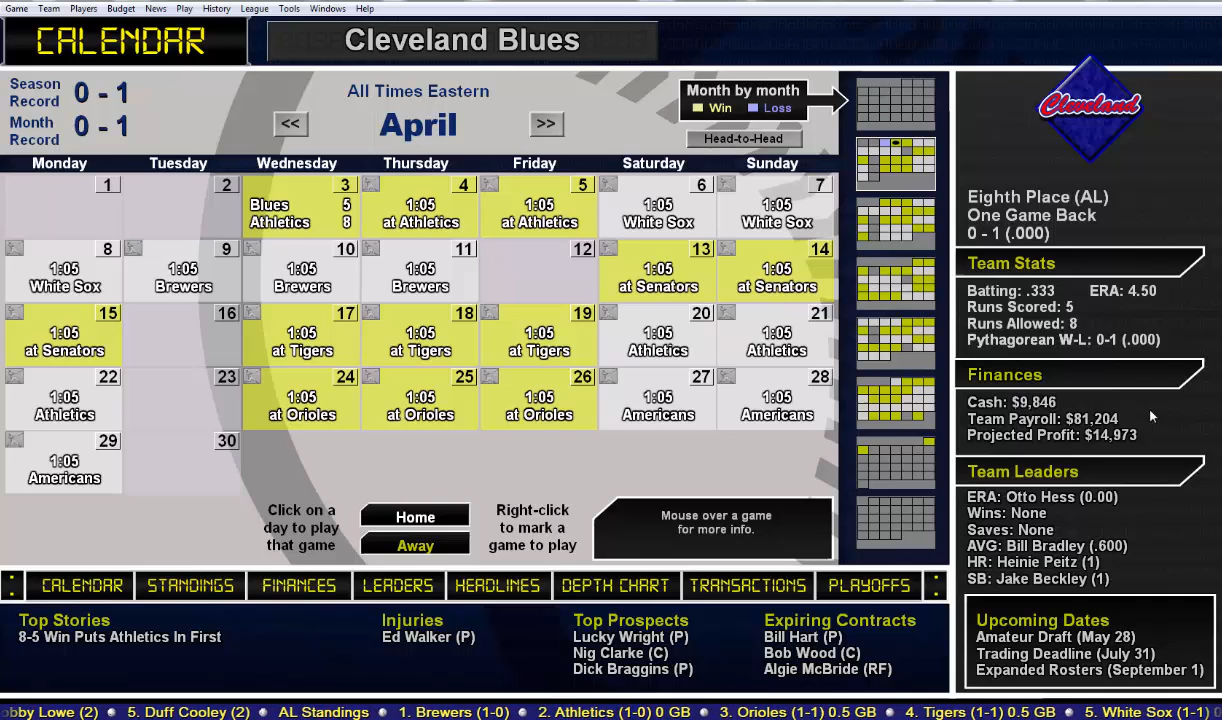 Game Team Players Budget News Play History League Tools Windows Help
CALENDAR
Cleveland Blues
Season Record 0 - 1
Month Record 0 - 1
All Times Eastern
<< April >>
Month by month
Win Loss
Head-to-Head
Monday Tuesday Wednesday Thursday Friday Saturday Sunday
1 2 3 4 5 6 7
Blues 5 1:05 1:05 1:05 1:05
Athletics 8 at Athletics at Athletics White Sox White Sox
8 9 10 11 12 13 14
1:05 1:05 1:05 1:05 1:05 1:05
White Sox Brewers Brewers Brewers at Senators at Senators
15 16 17 18 19 20 21
1:05 1:05 1:05 1:05 1:05 1:05
at Senators at Tigers at Tigers at Tigers Athletics Athletics
22 23 24 25 26 27 28
1:05 1:05 1:05 1:05 1:05 1:05
Athletics at Orioles at Orioles at Orioles Americans Americans
29 30
1:05
Americans
Click on a day to play that game
Home
Away
Right-click to mark a game to play
Mouse over a game
for more info.
Cleveland
Eighth Place (AL)
One Game Back
0 - 1 (.000)
Team Stats
Batting: .333 ERA: 4.50
Runs Scored: 5
Runs Allowed: 8
Pythagorean W-L: 0-1 (.000)
Finances
Cash: $9,846
Team Payroll: $81,204
Projected Profit: $14,973
Team Leaders
ERA: Otto Hess (0.00)
Wins: None
Saves: None
AVG: Bill Bradley (.600)
HR: Heinie Peitz (1)
SB: Jake Beckley (1)
: CALENDAR STANDINGS FINANCES LEADERS HEADLINES DEPTH CHART TRANSACTIONS PLAYOFFS :
Top Stories
8-5 Win Puts Athletics In First
Injuries
Ed Walker (P)
Top Prospects
Lucky Wright (P)
Nig Clarke (C)
Dick Braggins (P)
Expiring Contracts
Bill Hart (P)
Bob Wood (C)
Algie McBride (RF)
Upcoming Dates
Amateur Draft (May 28)
Trading Deadline (July 31)
Expanded Rosters (September 1)
obby Lowe (2) 5. Duff Cooley (2) AL Standings 1. Brewers (1-0) 2. Athletics (1-0) 0 GB 3. Orioles (1-1) 0.5 GB 4. Tigers (1-1) 0.5 GB 5. White Sox (1-1)